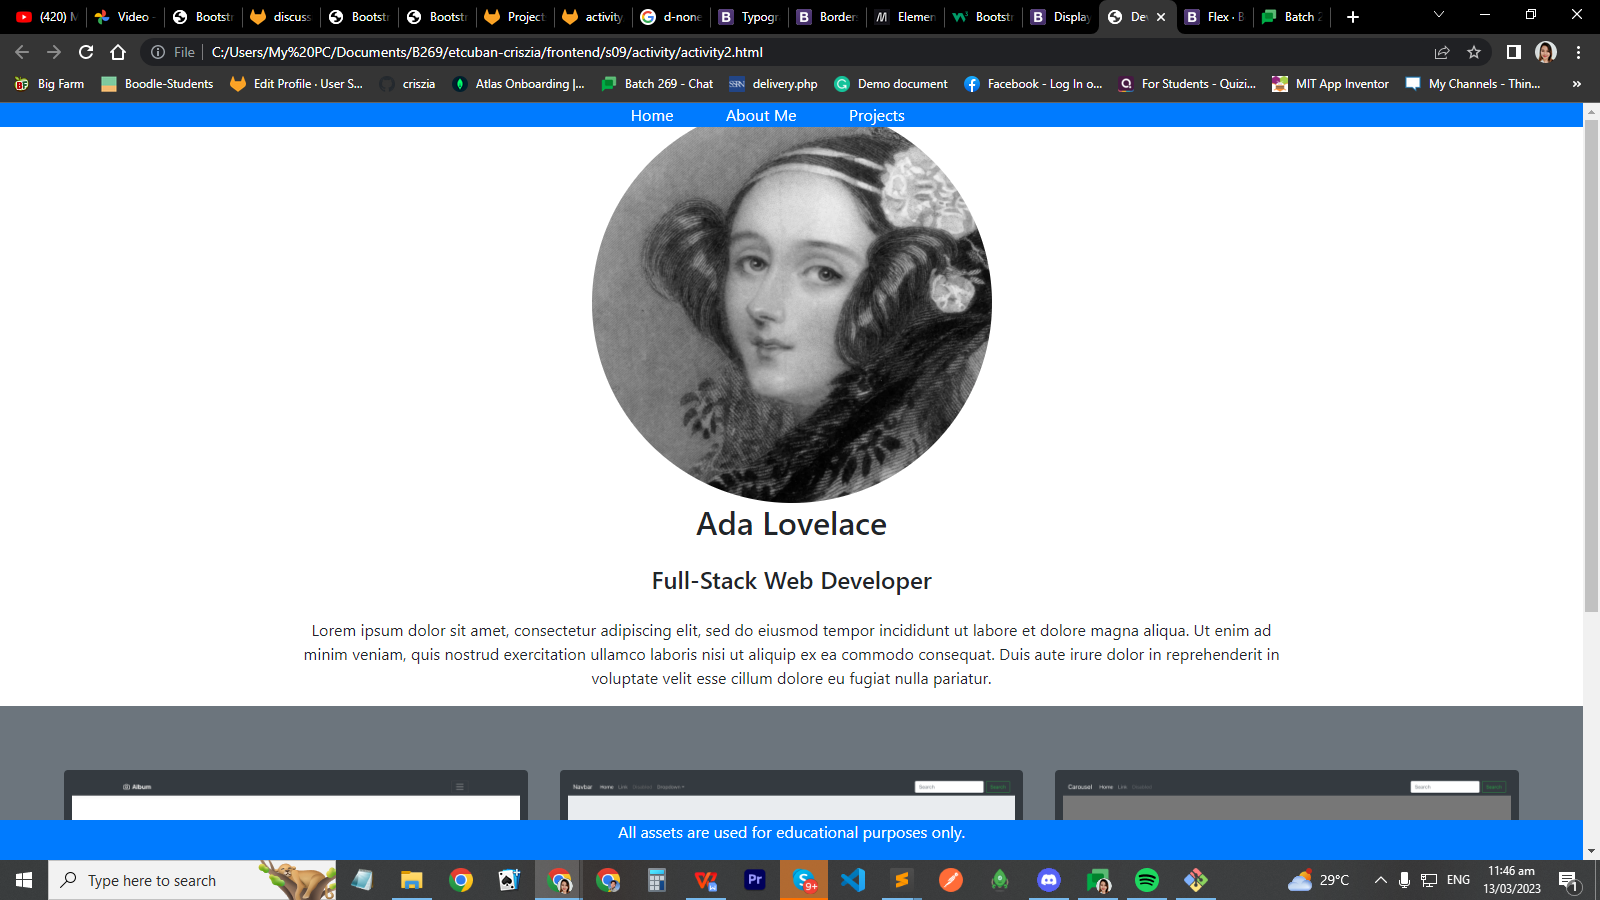 (420) M
Video -
Bootstr
discuss
Bootstr
Bootstr
Project
activity
d-none
Typogr
Border
Elemen
Bootstr
Display
Dev
Flex · B
Batch 2
File
C:/Users/My%20PC/Documents/B269/etcuban-criszia/frontend/s09/activity/activity2.html
Big Farm
Boodle-Students
Edit Profile · User S...
criszia
Atlas Onboarding |...
Batch 269 - Chat
delivery.php
Demo document
Facebook - Log In o...
For Students - Quizi...
MIT App Inventor
My Channels - Thin...
»
Home
About Me
Projects
Ada Lovelace
Full-Stack Web Developer
Lorem ipsum dolor sit amet, consectetur adipiscing elit, sed do eiusmod tempor incididunt ut labore et dolore magna aliqua. Ut enim ad
minim veniam, quis nostrud exercitation ullamco laboris nisi ut aliquip ex ea commodo consequat. Duis aute irure dolor in reprehenderit in
voluptate velit esse cillum dolore eu fugiat nulla pariatur.
Album
Navbar Home Link Disabled Dropdown
Search Search
Carousel Home Link Disabled
Search Search
All assets are used for educational purposes only.
Type here to search
Pr
9+
29°C
ENG
11:46 am
13/03/2023
1